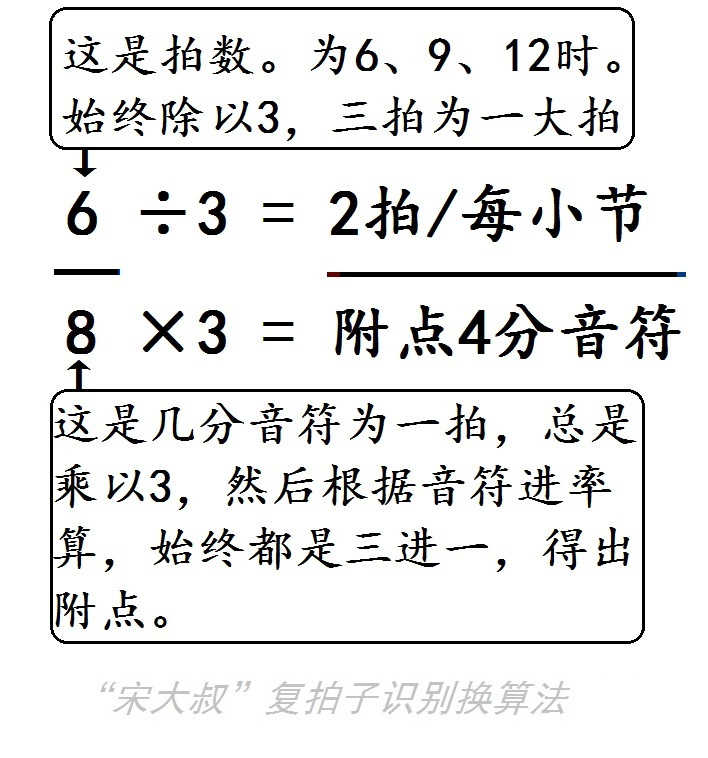 这是拍数。为6、9、12时。
始终除以3，三拍为一大拍
6 ÷3 = 2拍/每小节
8 ×3 = 附点4分音符
这是几分音符为一拍，总是
乘以3，然后根据音符进率
算，始终都是三进一，得出
附点。
“宋大叔”复拍子识别换算法